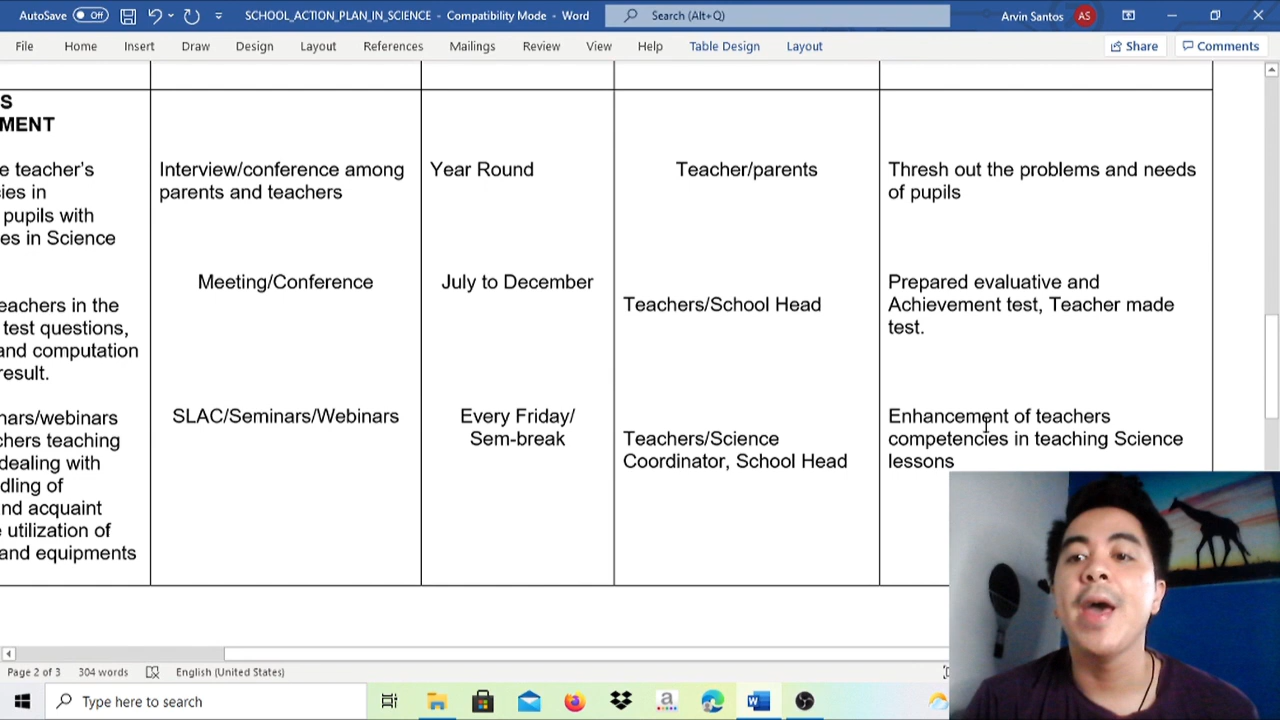 AutoSave Off SCHOOL_ACTION_PLAN_IN_SCIENCE - Compatibility Mode - Word Search (Alt+Q) Arvin Santos AS
File Home Insert Draw Design Layout References Mailings Review View Help Table Design Layout Share Comments
S
MENT
e teacher's
cies in
pupils with
es in Science
eachers in the
test questions,
and computation
result.
nars/webinars
chers teaching
dealing with
dling of
nd acquaint
e utilization of
and equipments
Interview/conference among
parents and teachers
Meeting/Conference
SLAC/Seminars/Webinars
Year Round
July to December
Every Friday/
Sem-break
Teacher/parents
Teachers/School Head
Teachers/Science
Coordinator, School Head
Thresh out the problems and needs
of pupils
Prepared evaluative and
Achievement test, Teacher made
test.
Enhancement of teachers
competencies in teaching Science
lessons
Page 2 of 3 304 words English (United States)
Type here to search